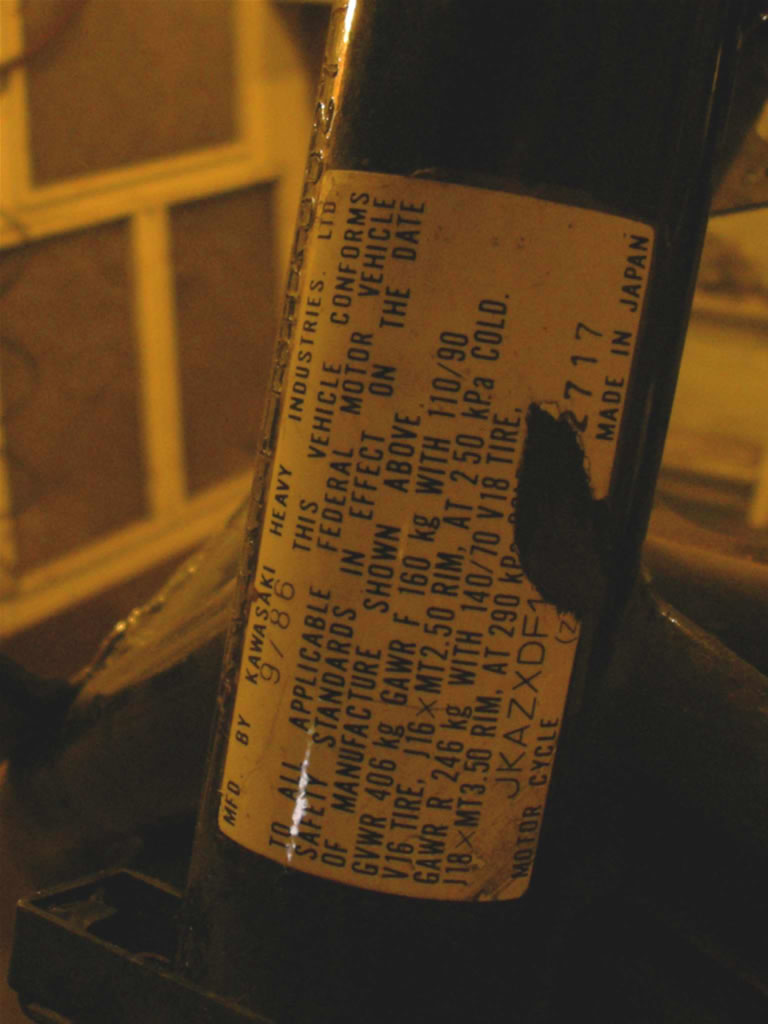 MFD. BY KAWASAKI HEAVY INDUSTRIES. LTD
9/86 THIS VEHICLE CONFORMS
TO ALL APPLICABLE FEDERAL MOTOR VEHICLE
SAFETY STANDARDS IN EFFECT ON THE DATE
OF MANUFACTURE SHOWN ABOVE
GVWR 406 kg GAWR F 160 kg WITH 110/90
V16 TIRE, J16×MT2.50 RIM, AT 2 50 kPa COLD.
GAWR R 246 kg WITH 140/70 V18 TIRE,
J18×MT3.50 RIM, AT 290 kPa
JKAZXDF1 2717
MOTOR CYCLE MADE IN JAPAN